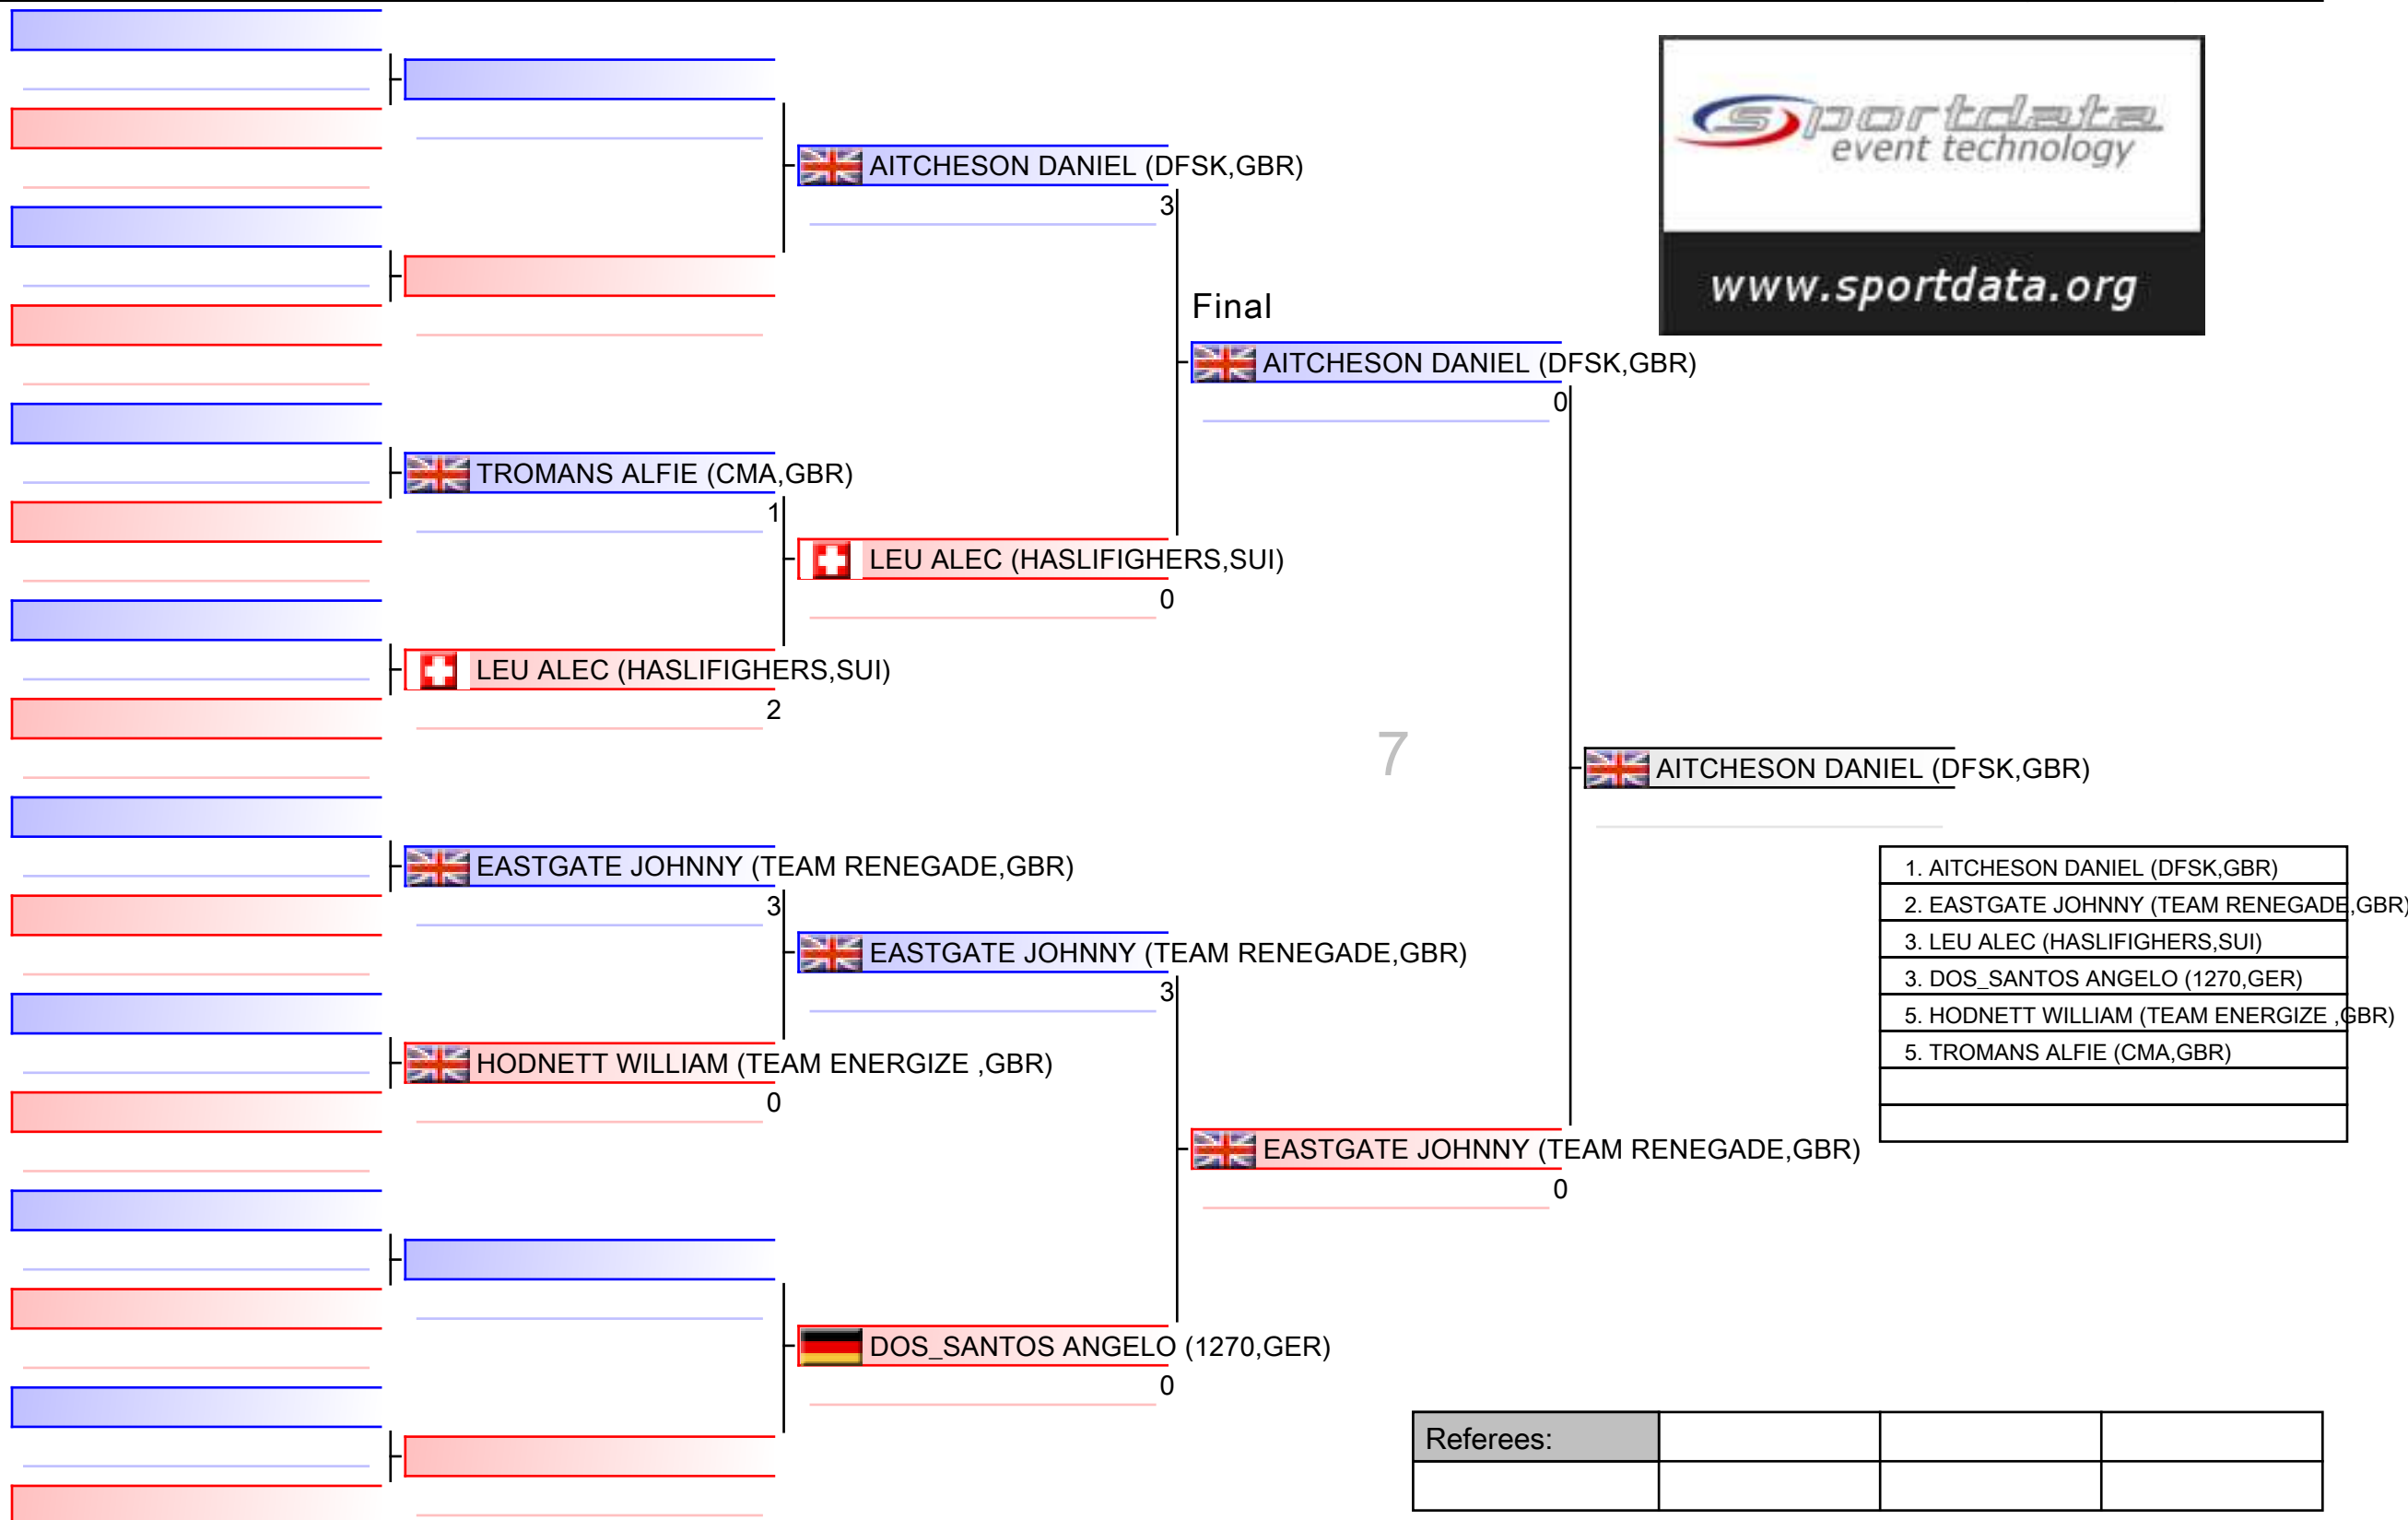 sportdata
event technology
www.sportdata.org
AITCHESON DANIEL (DFSK,GBR)
3
Final
AITCHESON DANIEL (DFSK,GBR)
0
TROMANS ALFIE (CMA,GBR)
1
LEU ALEC (HASLIFIGHERS,SUI)
0
LEU ALEC (HASLIFIGHERS,SUI)
2
7
AITCHESON DANIEL (DFSK,GBR)
EASTGATE JOHNNY (TEAM RENEGADE,GBR)
3
EASTGATE JOHNNY (TEAM RENEGADE,GBR)
3
HODNETT WILLIAM (TEAM ENERGIZE ,GBR)
0
EASTGATE JOHNNY (TEAM RENEGADE,GBR)
0
DOS_SANTOS ANGELO (1270,GER)
0
1. AITCHESON DANIEL (DFSK,GBR)
2. EASTGATE JOHNNY (TEAM RENEGADE,GBR)
3. LEU ALEC (HASLIFIGHERS,SUI)
3. DOS_SANTOS ANGELO (1270,GER)
5. HODNETT WILLIAM (TEAM ENERGIZE ,GBR)
5. TROMANS ALFIE (CMA,GBR)
Referees: